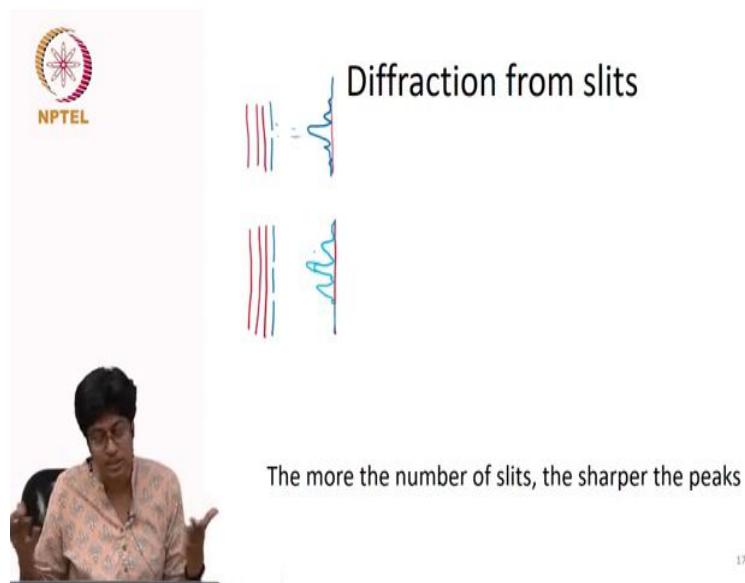 Diffraction from slits
NPTEL
The more the number of slits, the sharper the peaks
17